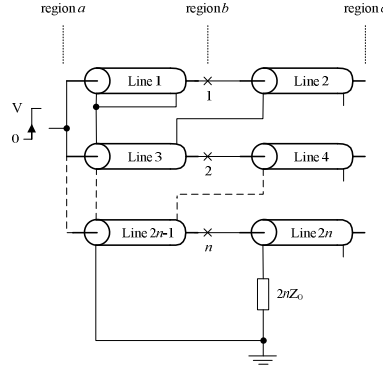 region a region b region c
Line 1 Line 2
V
1
0
Line 3 Line 4
2
Line 2n-1 Line 2n
n
2nZ₀